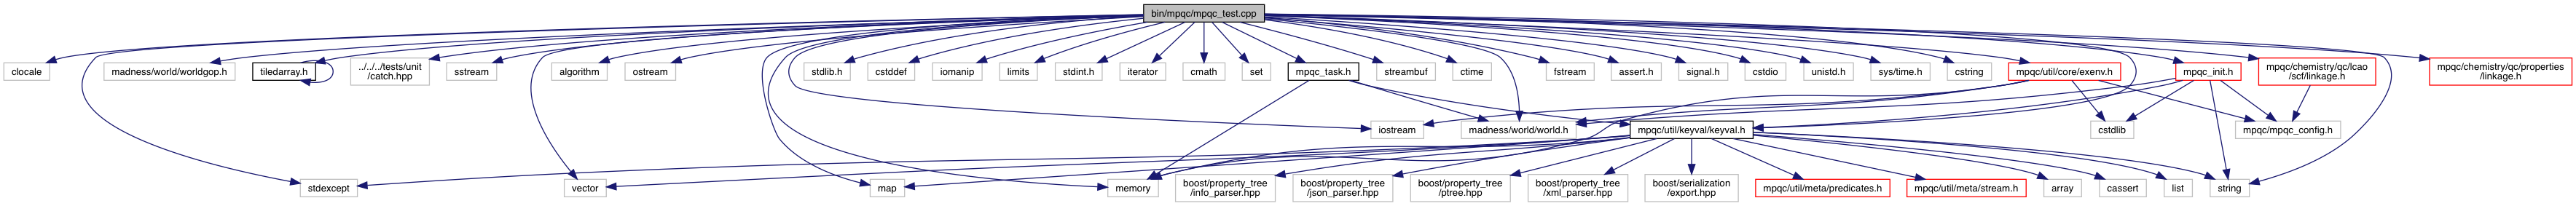 bin/mpqc/mpqc_test.cpp
clocale
madness/world/worldgop.h
tiledarray.h
../../../tests/unit
/catch.hpp
sstream
algorithm
ostream
stdlib.h
cstddef
iomanip
limits
stdint.h
iterator
cmath
set
mpqc_task.h
streambuf
ctime
fstream
assert.h
signal.h
cstdio
unistd.h
sys/time.h
cstring
mpqc/util/core/exenv.h
mpqc_init.h
mpqc/chemistry/qc/lcao
/scf/linkage.h
mpqc/chemistry/qc/properties
/linkage.h
iostream
madness/world/world.h
mpqc/util/keyval/keyval.h
cstdlib
mpqc/mpqc_config.h
stdexcept
vector
map
memory
boost/property_tree
/info_parser.hpp
boost/property_tree
/json_parser.hpp
boost/property_tree
/ptree.hpp
boost/property_tree
/xml_parser.hpp
boost/serialization
/export.hpp
mpqc/util/meta/predicates.h
mpqc/util/meta/stream.h
array
cassert
list
string